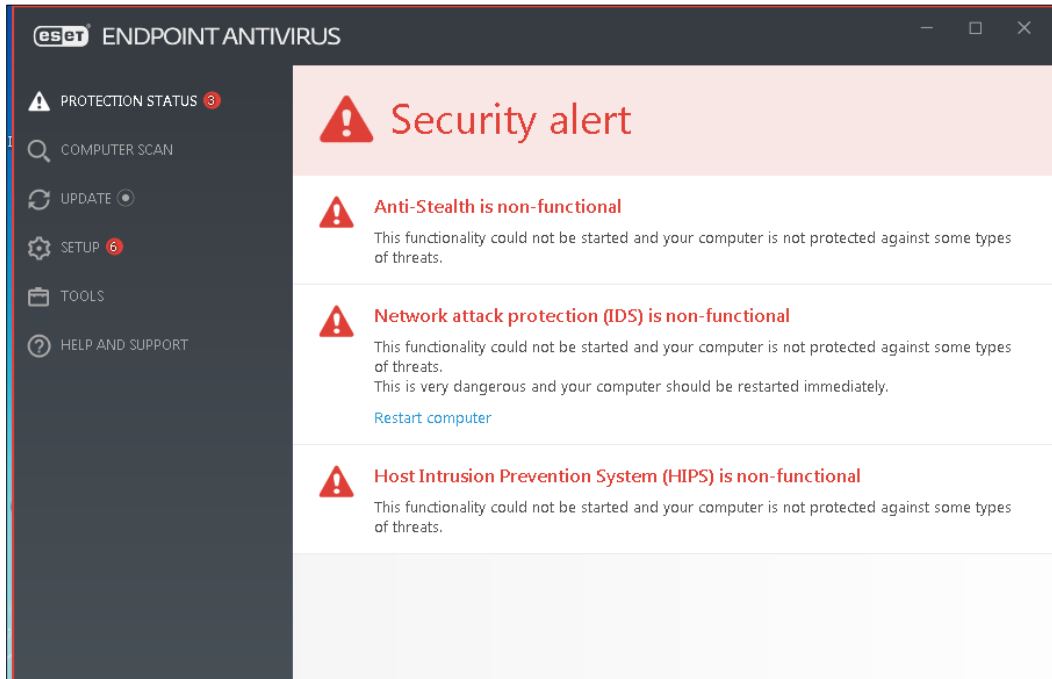 eset ENDPOINT ANTIVIRUS
PROTECTION STATUS 3
COMPUTER SCAN
UPDATE
SETUP 6
TOOLS
HELP AND SUPPORT
Security alert
Anti-Stealth is non-functional
This functionality could not be started and your computer is not protected against some types
of threats.
Network attack protection (IDS) is non-functional
This functionality could not be started and your computer is not protected against some types
of threats.
This is very dangerous and your computer should be restarted immediately.
Restart computer
Host Intrusion Prevention System (HIPS) is non-functional
This functionality could not be started and your computer is not protected against some types
of threats.